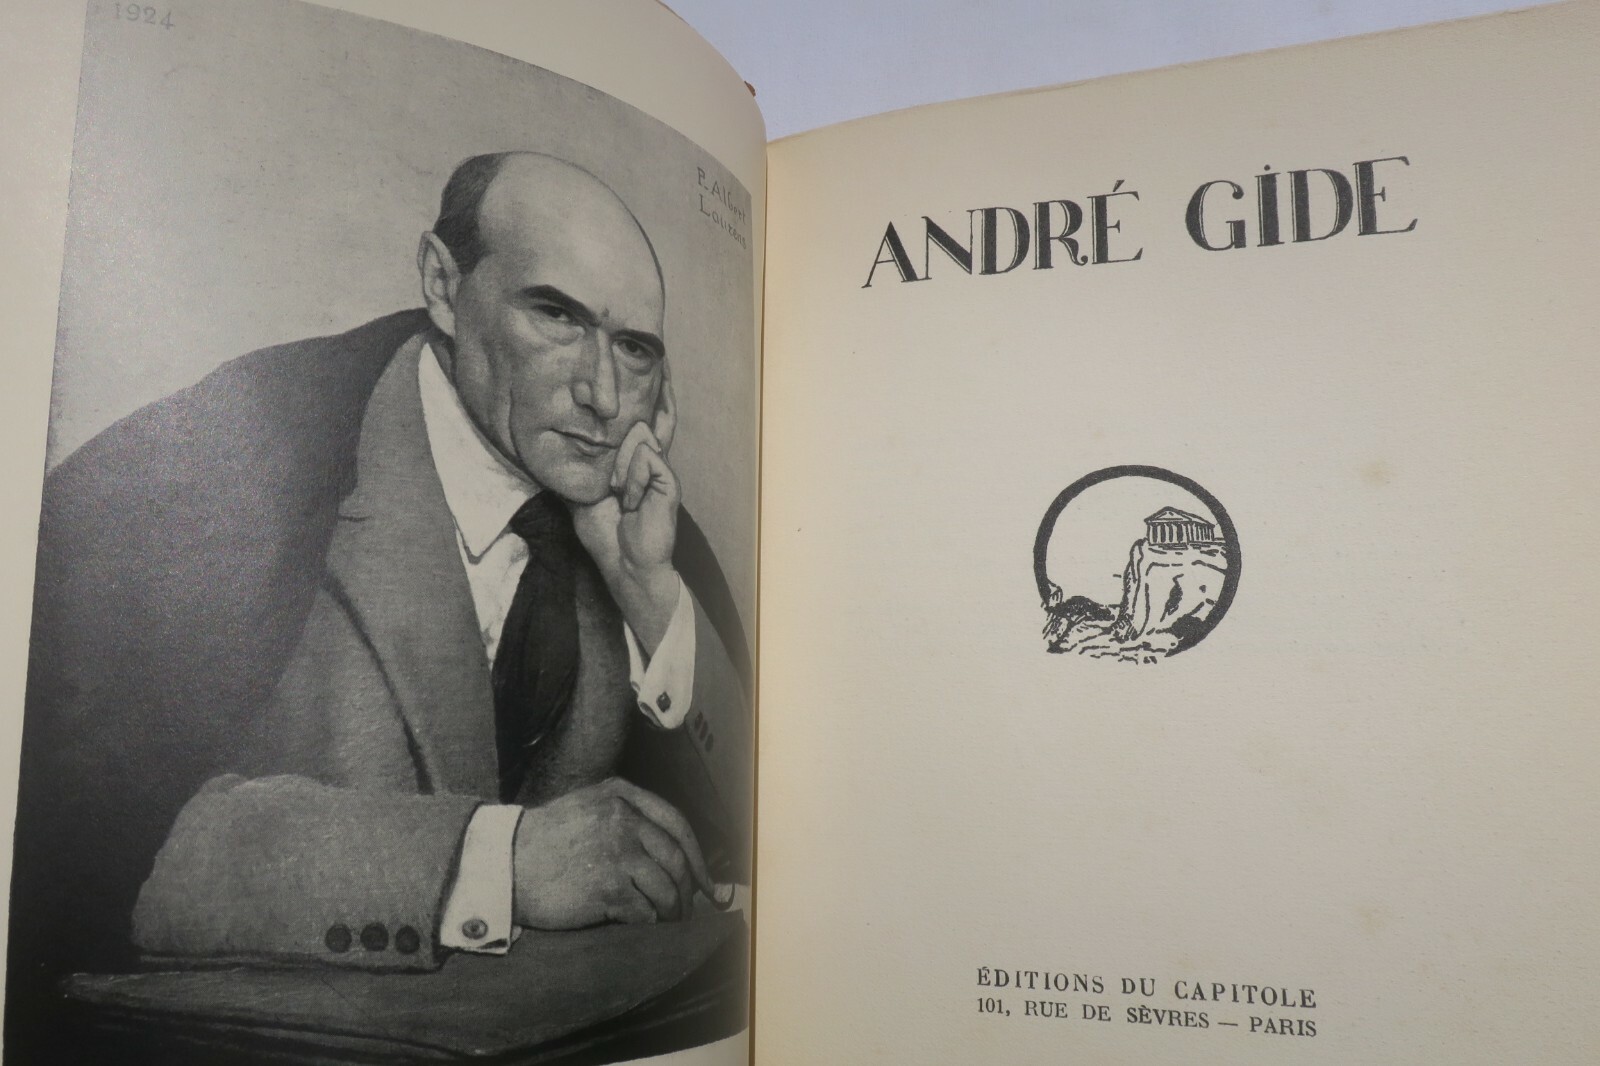 1924
P. Albert
Laurens
ANDRÉ GIDE
ÉDITIONS DU CAPITOLE
101, RUE DE SÈVRES — PARIS